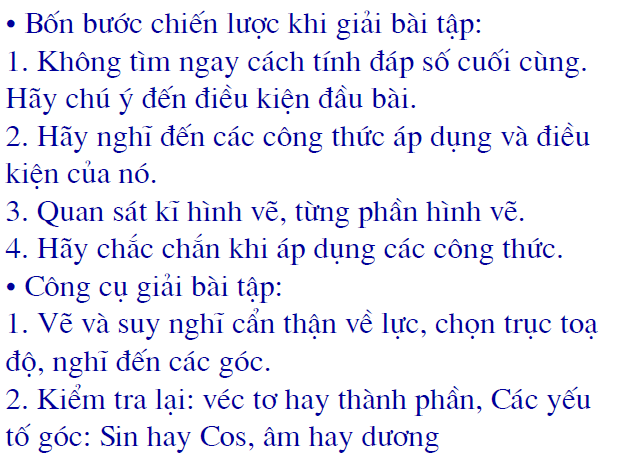 • Bốn bước chiến lược khi giải bài tập:
1. Không tìm ngay cách tính đáp số cuối cùng.
Hãy chú ý đến điều kiện đầu bài.
2. Hãy nghĩ đến các công thức áp dụng và điều
kiện của nó.
3. Quan sát kĩ hình vẽ, từng phần hình vẽ.
4. Hãy chắc chắn khi áp dụng các công thức.
• Công cụ giải bài tập:
1. Vẽ và suy nghĩ cẩn thận về lực, chọn trục toạ
độ, nghĩ đến các góc.
2. Kiểm tra lại: véc tơ hay thành phần, Các yếu
tố góc: Sin hay Cos, âm hay dương